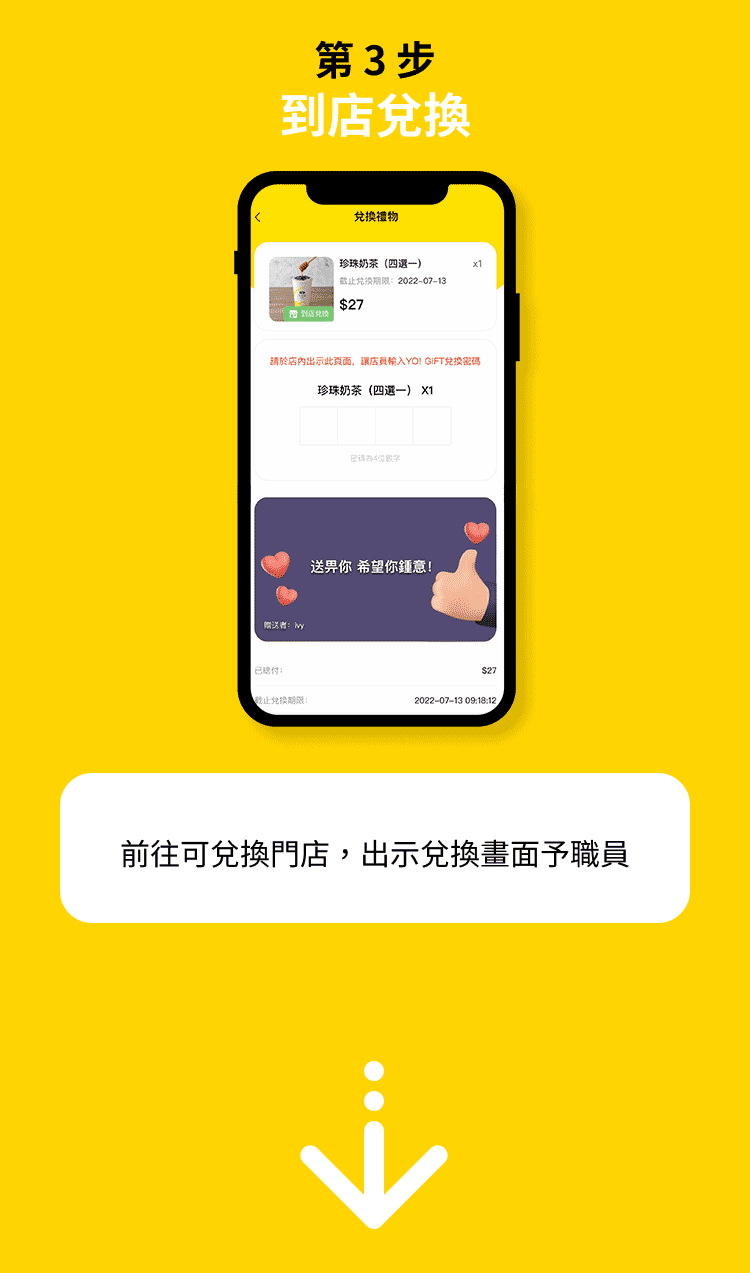 第 3 步
到店兌換
兌換禮物
珍珠奶茶（四選一） x1
截止兌換期限：2022-07-13
$27
到店兌換
請於店內出示此頁面，讓店員輸入YO! GIFT兌換密碼
珍珠奶茶（四選一） X1
密碼為4位數字
送畀你 希望你鍾意！
贈送者：ivy
已總付： $27
截止兌換期限： 2022-07-13 09:18:12
前往可兌換門店，出示兌換畫面予職員